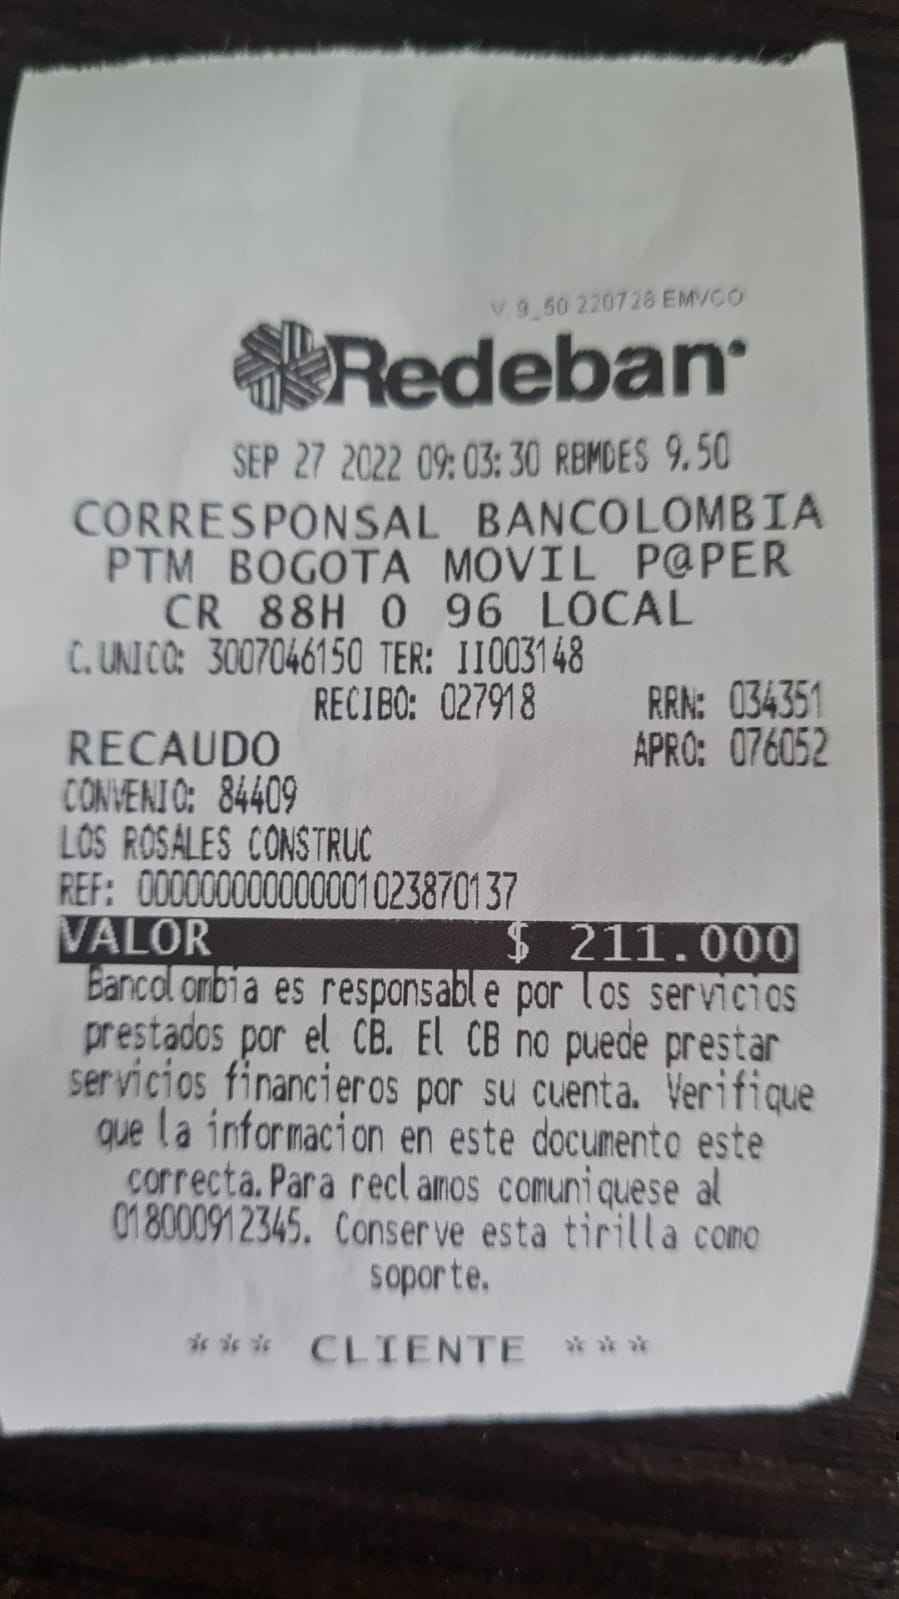 V 9_50 220728 EMVCO
Redeban
SEP 27 2022 09:03:30 RBMDES 9.50
CORRESPONSAL BANCOLOMBIA
PTM BOGOTA MOVIL P@PER
CR 88H 0 96 LOCAL
C. UNICO: 3007046150 TER: II003148
RECIBO: 027918 RRN: 034351
RECAUDO APRO: 076052
CONVENIO: 84409
LOS ROSALES CONSTRUC
REF: 000000000000001023870137
VALOR $ 211.000
Bancolombia es responsable por los servicios
prestados por el CB. El CB no puede prestar
servicios financieros por su cuenta. Verifique
que la informacion en este documento este
correcta.Para reclamos comuniquese al
018000912345. Conserve esta tirilla como
soporte.
*** CLIENTE ***